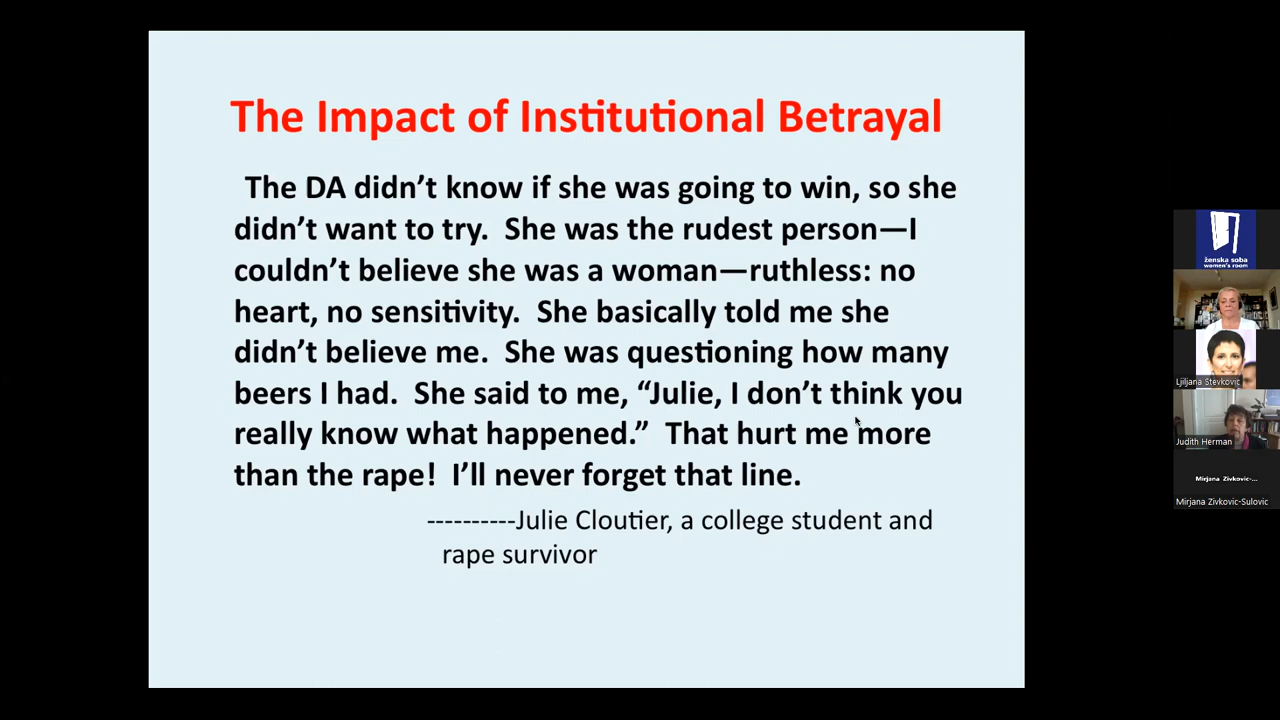 The Impact of Institutional Betrayal
The DA didn’t know if she was going to win, so she
didn’t want to try.  She was the rudest person—I
couldn’t believe she was a woman—ruthless: no
heart, no sensitivity.  She basically told me she
didn’t believe me.  She was questioning how many
beers I had.  She said to me, “Julie, I don’t think you
really know what happened.”  That hurt me more
than the rape!  I’ll never forget that line.
----------Julie Cloutier, a college student and
rape survivor
ženska soba
women's room
Ljiljana Stevkovic
Judith Herman
Mirjana Zivkovic-...
Mirjana Zivkovic-Sulovic